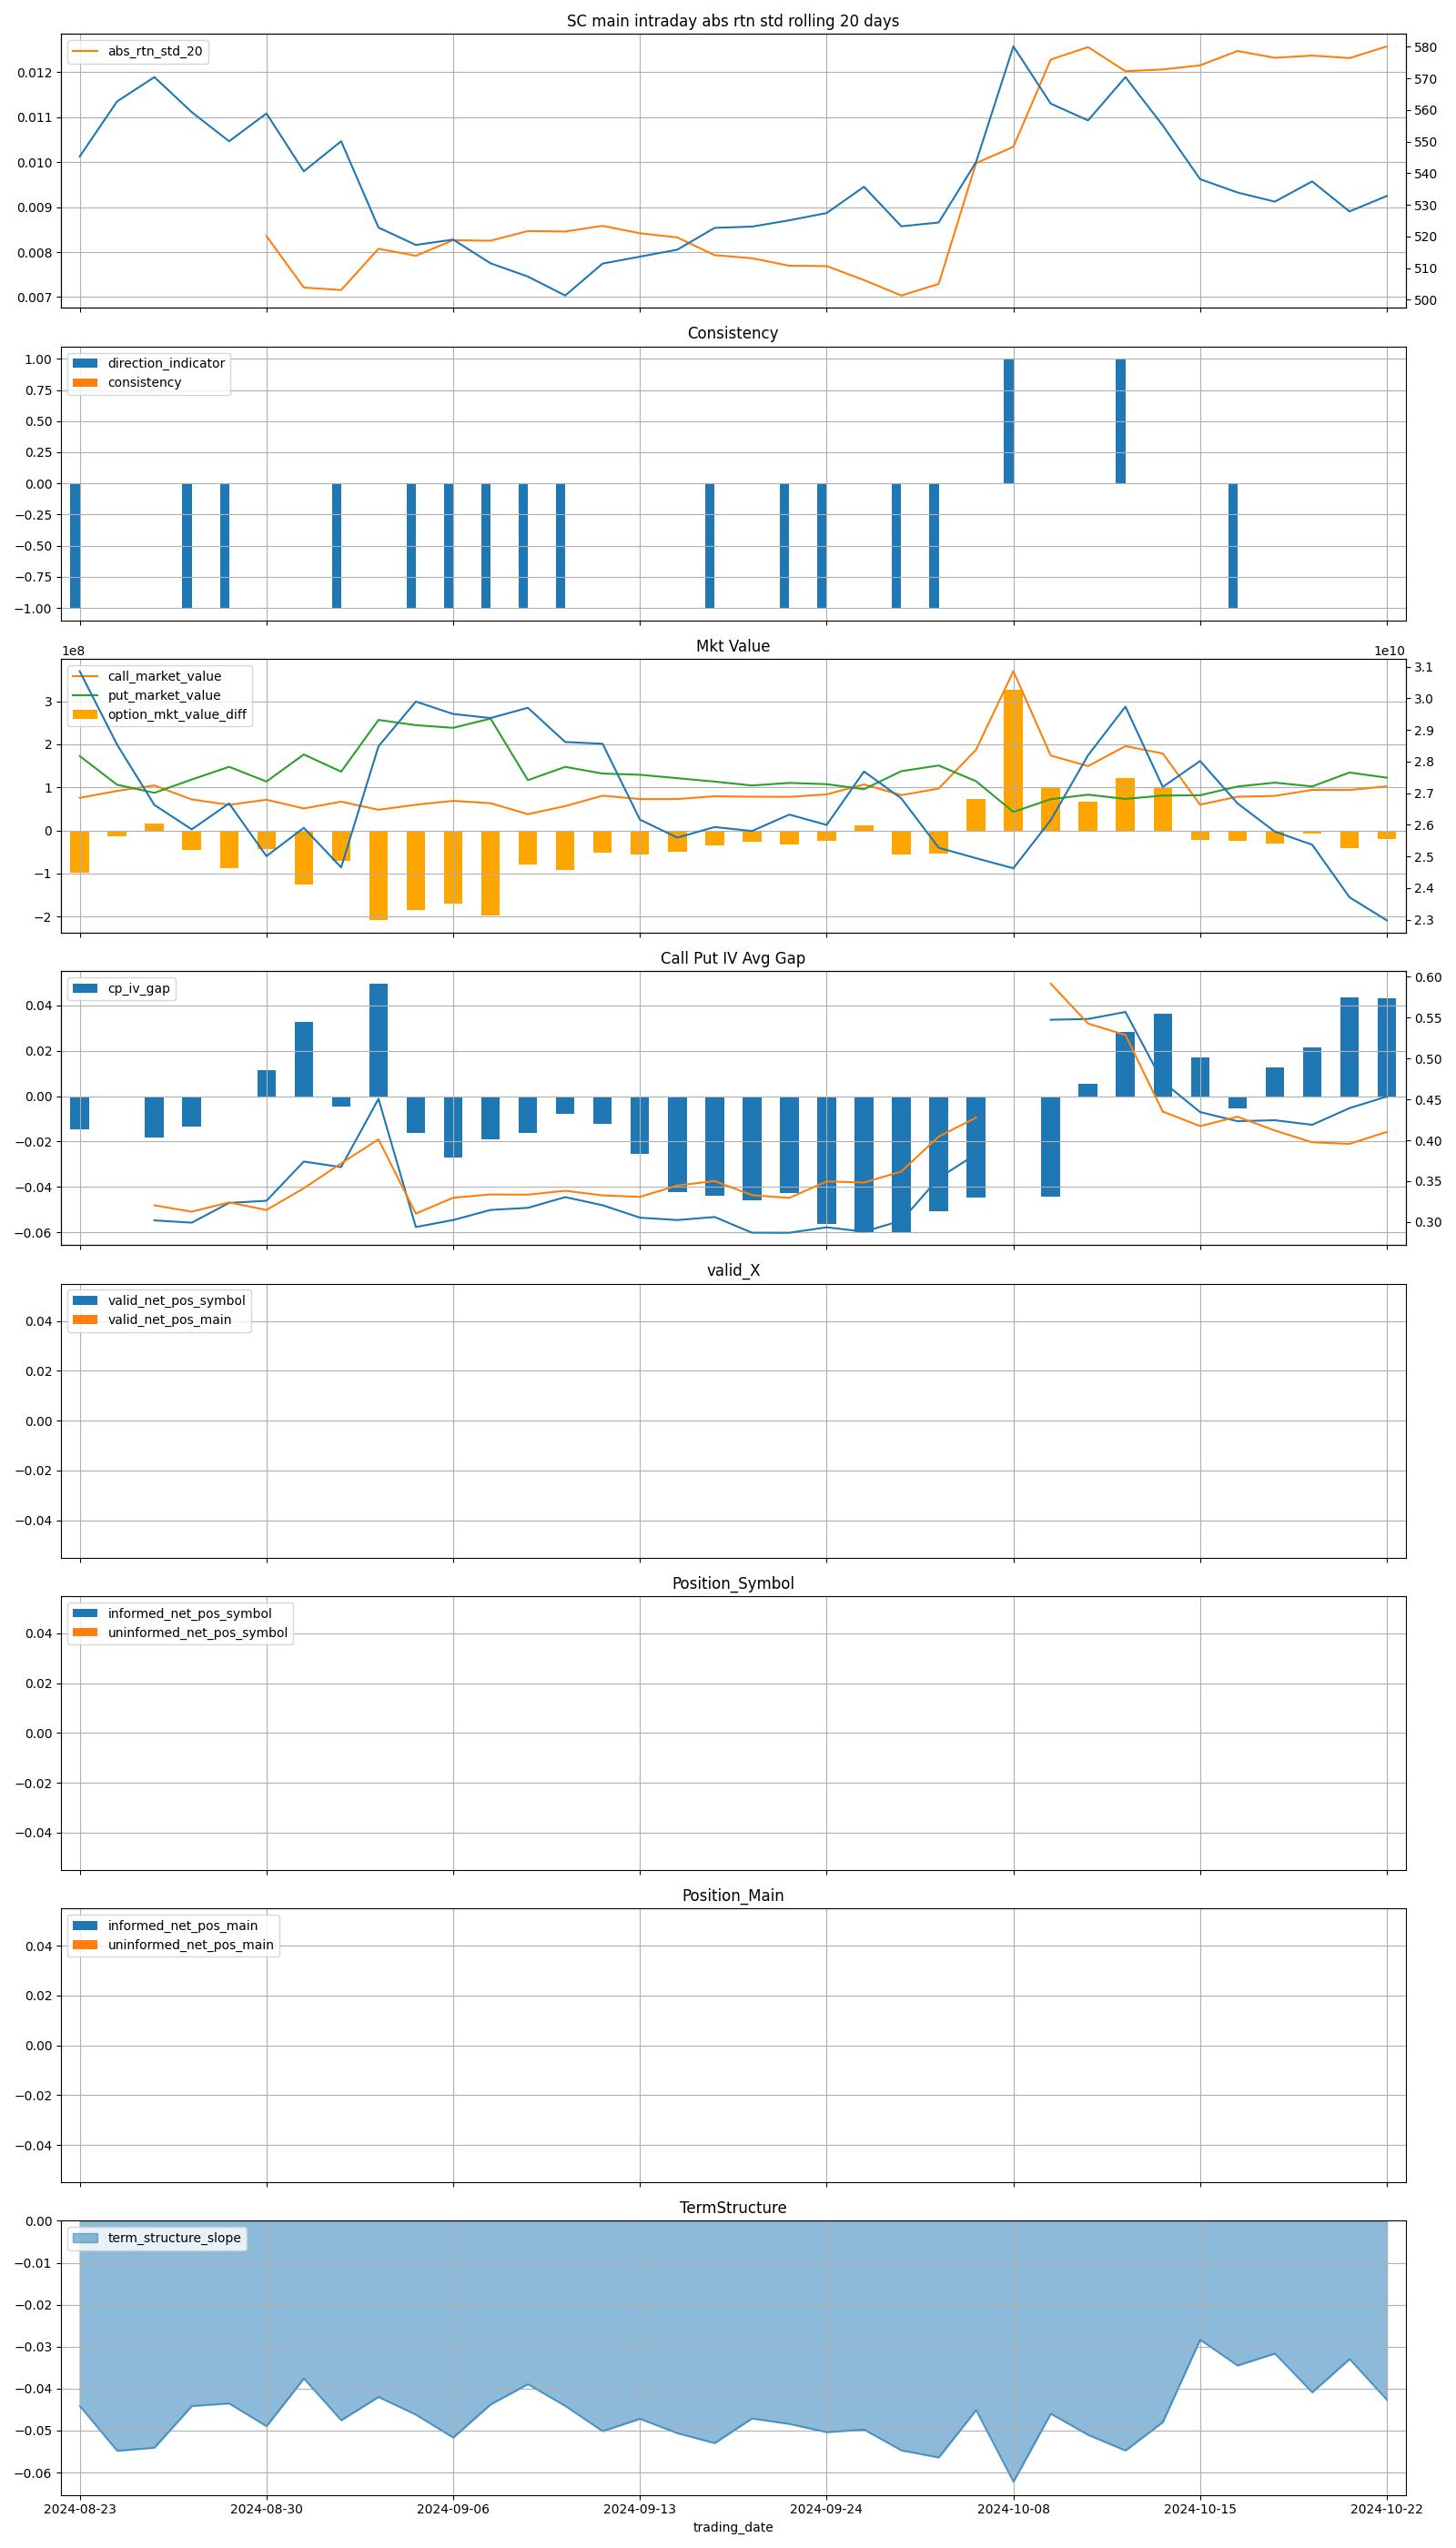 SC main intraday abs rtn std rolling 20 days
abs_rtn_std_20
0.012
0.011
0.010
0.009
0.008
0.007
580
570
560
550
540
530
520
510
500
Consistency
direction_indicator
consistency
1.00
0.75
0.50
0.25
0.00
−0.25
−0.50
−0.75
−1.00
Mkt Value
1e8
1e10
call_market_value
put_market_value
option_mkt_value_diff
3
2
1
0
−1
−2
3.1
3.0
2.9
2.8
2.7
2.6
2.5
2.4
2.3
Call Put IV Avg Gap
cp_iv_gap
0.04
0.02
0.00
−0.02
−0.04
−0.06
0.60
0.55
0.50
0.45
0.40
0.35
0.30
valid_X
valid_net_pos_symbol
valid_net_pos_main
0.04
0.02
0.00
−0.02
−0.04
Position_Symbol
informed_net_pos_symbol
uninformed_net_pos_symbol
0.04
0.02
0.00
−0.02
−0.04
Position_Main
informed_net_pos_main
uninformed_net_pos_main
0.04
0.02
0.00
−0.02
−0.04
TermStructure
term_structure_slope
0.00
−0.01
−0.02
−0.03
−0.04
−0.05
−0.06
2024-08-23 2024-08-30 2024-09-06 2024-09-13 2024-09-24 2024-10-08 2024-10-15 2024-10-22
trading_date